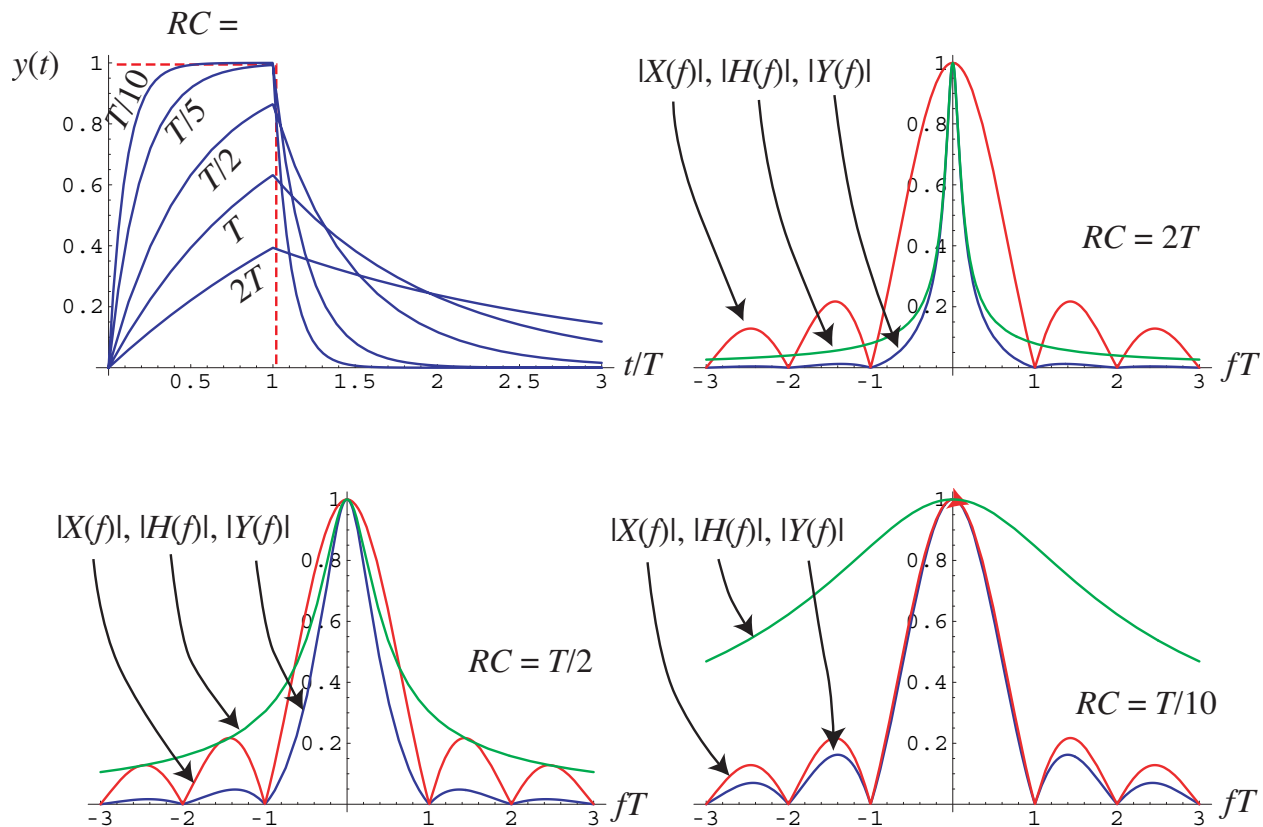 RC =
y(t)
1
0.8
0.6
0.4
0.2
T/10
T/5
T/2
T
2T
0.5 1 1.5 2 2.5 3
t/T
|X(f)|, |H(f)|, |Y(f)|
1
0.8
0.6
0.4
0.2
RC = 2T
-3 -2 -1 1 2 3
fT
|X(f)|, |H(f)|, |Y(f)|
1
0.8
0.6
0.4
0.2
RC = T/2
-3 -2 -1 1 2 3
fT
|X(f)|, |H(f)|, |Y(f)|
1
0.8
0.6
0.4
0.2
RC = T/10
-3 -2 -1 1 2 3
fT